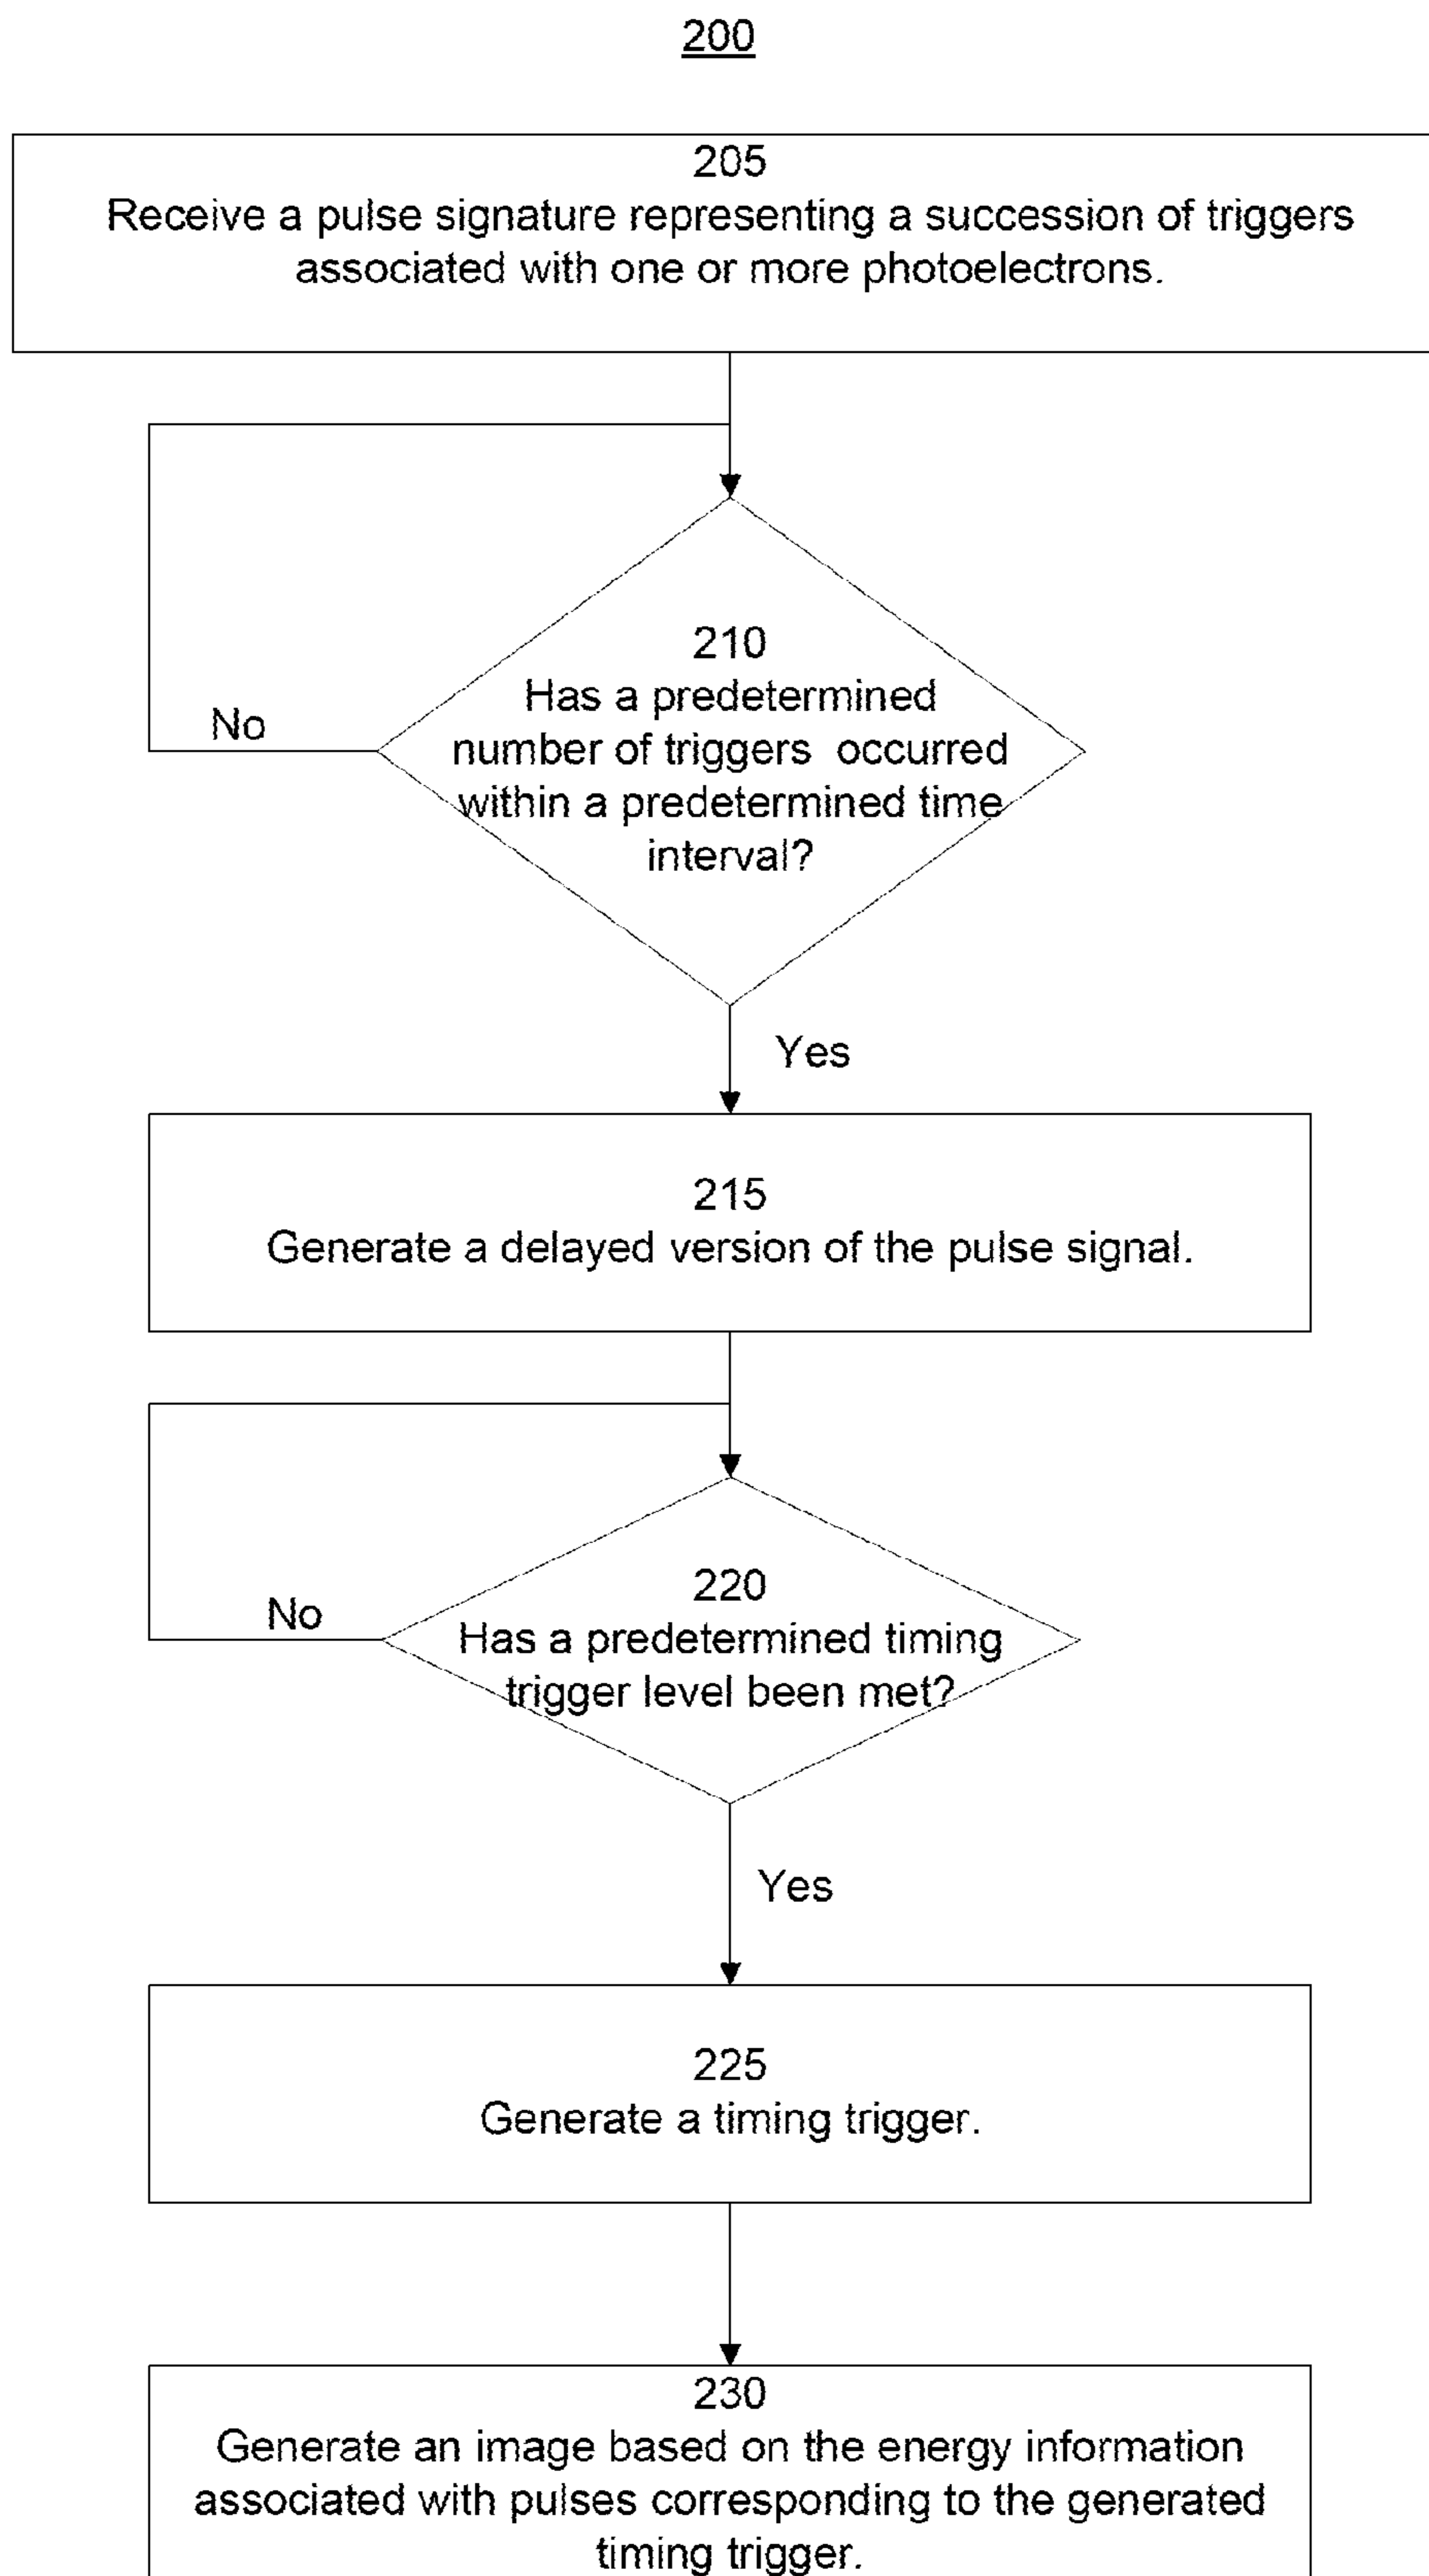 200
205
Receive a pulse signature representing a succession of triggers
associated with one or more photoelectrons.
210
Has a predetermined
number of triggers occurred
within a predetermined time
interval?
No
Yes
215
Generate a delayed version of the pulse signal.
220
Has a predetermined timing
trigger level been met?
No
Yes
225
Generate a timing trigger.
230
Generate an image based on the energy information
associated with pulses corresponding to the generated
timing trigger.